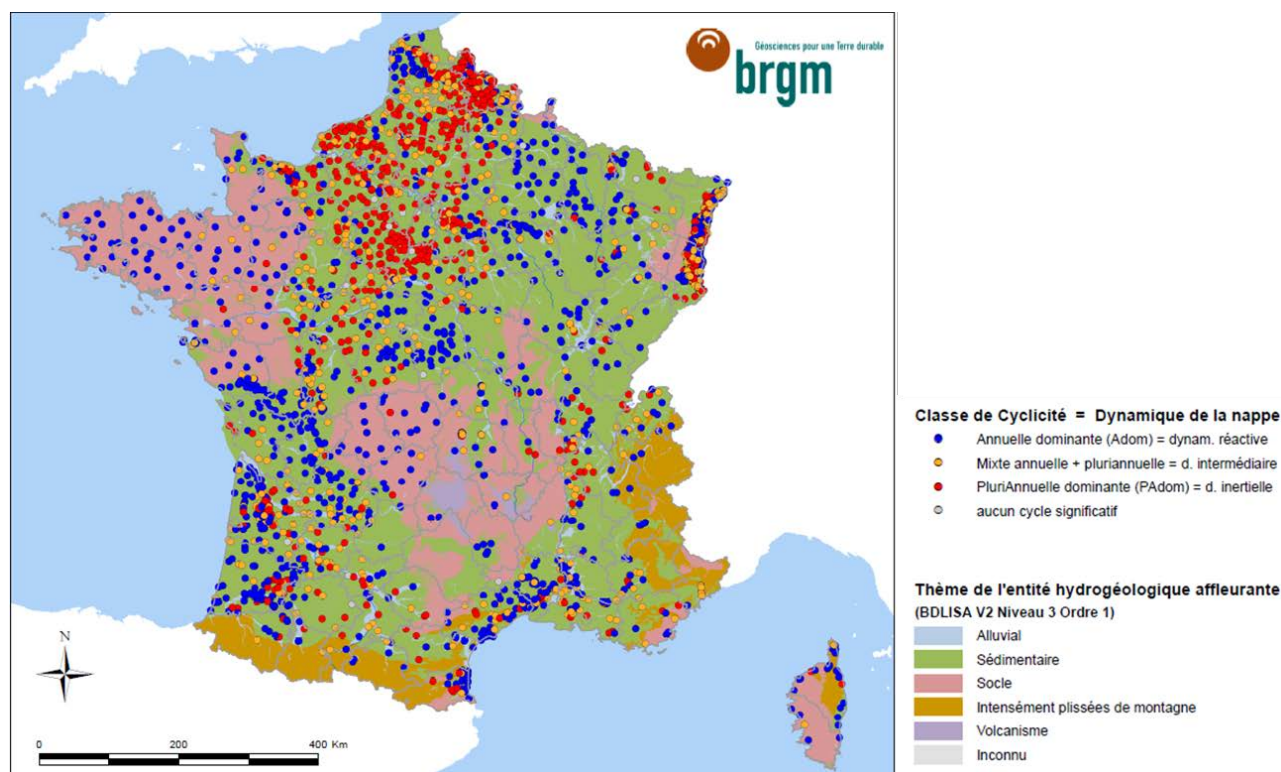 Géosciences pour une Terre durable
brgm
N
0 200 400 Km
Classe de Cyclicité = Dynamique de la nappe
Annuelle dominante (Adom) = dynam. réactive
Mixte annuelle + pluriannuelle = d. intermédiaire
PluriAnnuelle dominante (PAdom) = d. inertielle
aucun cycle significatif
Thème de l'entité hydrogéologique affleurante
(BDLISA V2 Niveau 3 Ordre 1)
Alluvial
Sédimentaire
Socle
Intensément plissées de montagne
Volcanisme
Inconnu